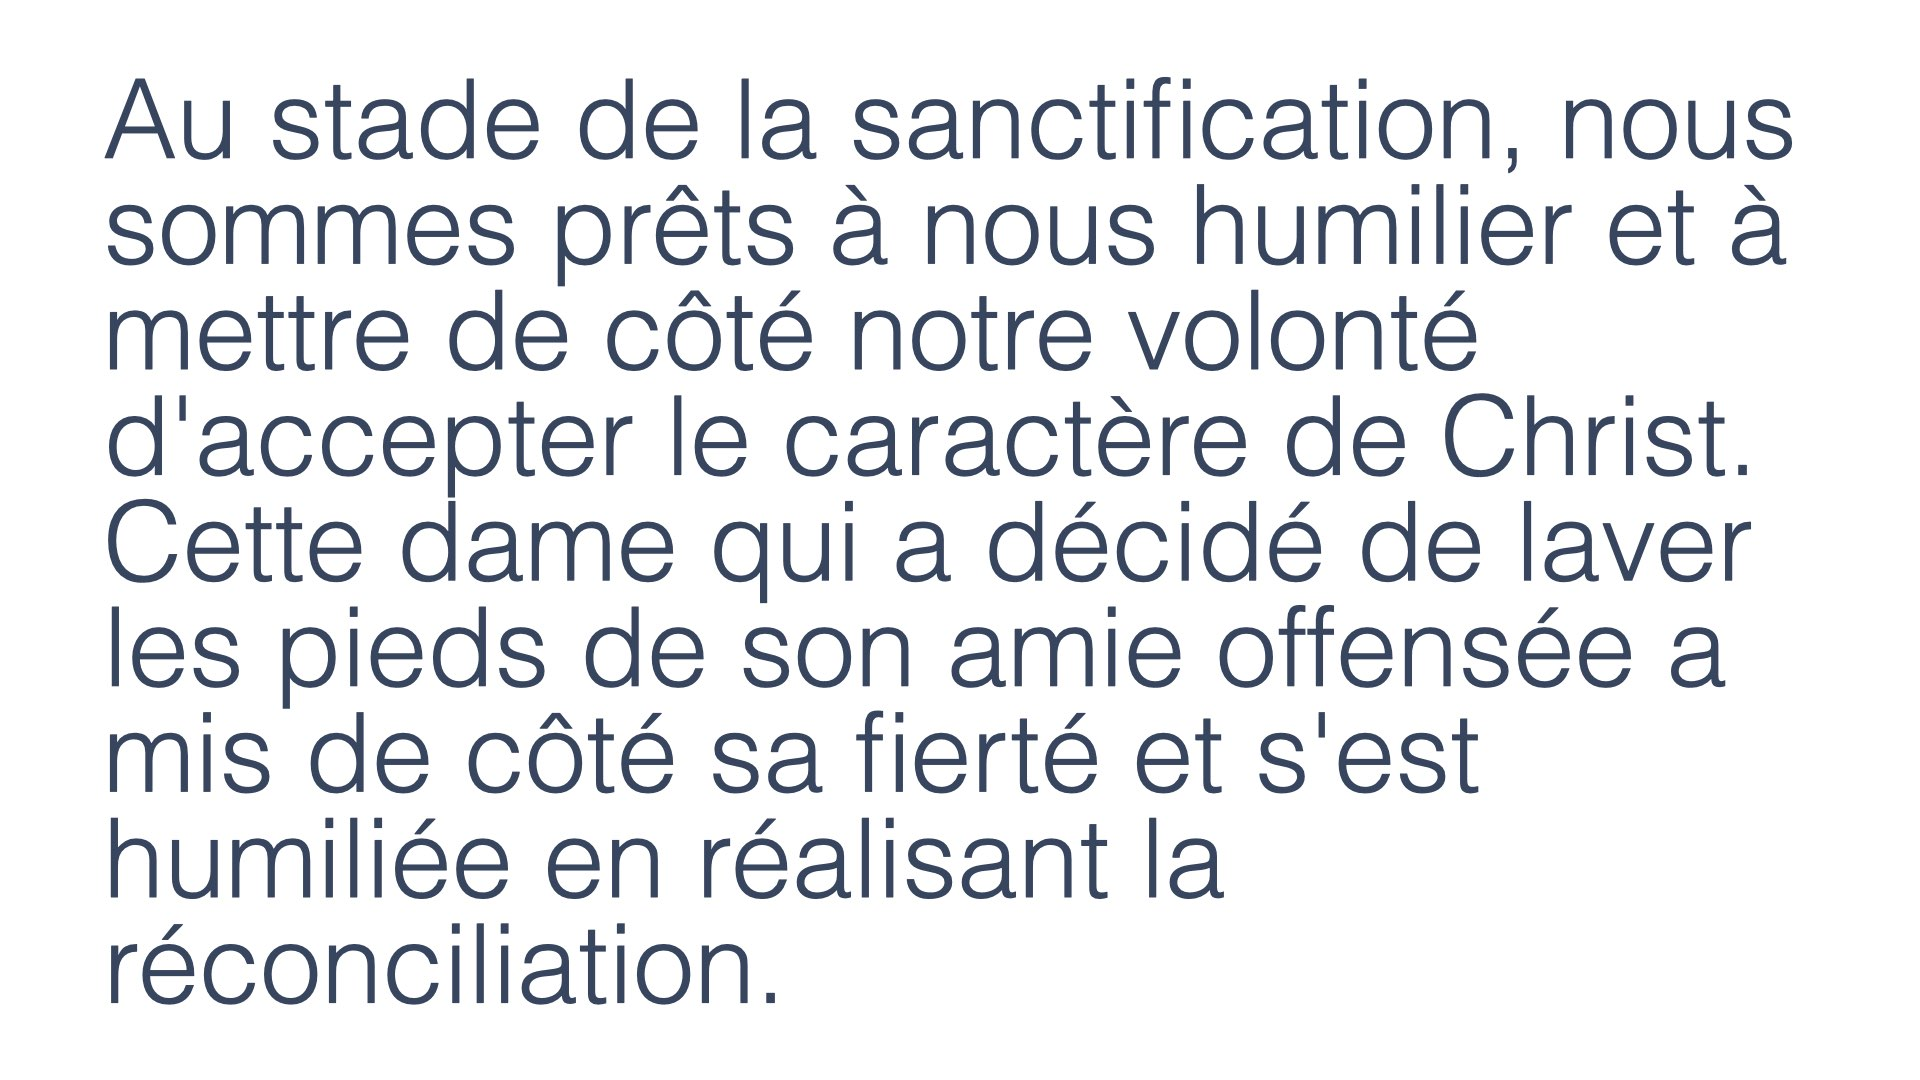 Au stade de la sanctification, nous
sommes prêts à nous humilier et à
mettre de côté notre volonté
d'accepter le caractère de Christ.
Cette dame qui a décidé de laver
les pieds de son amie offensée a
mis de côté sa fierté et s'est
humiliée en réalisant la
réconciliation.